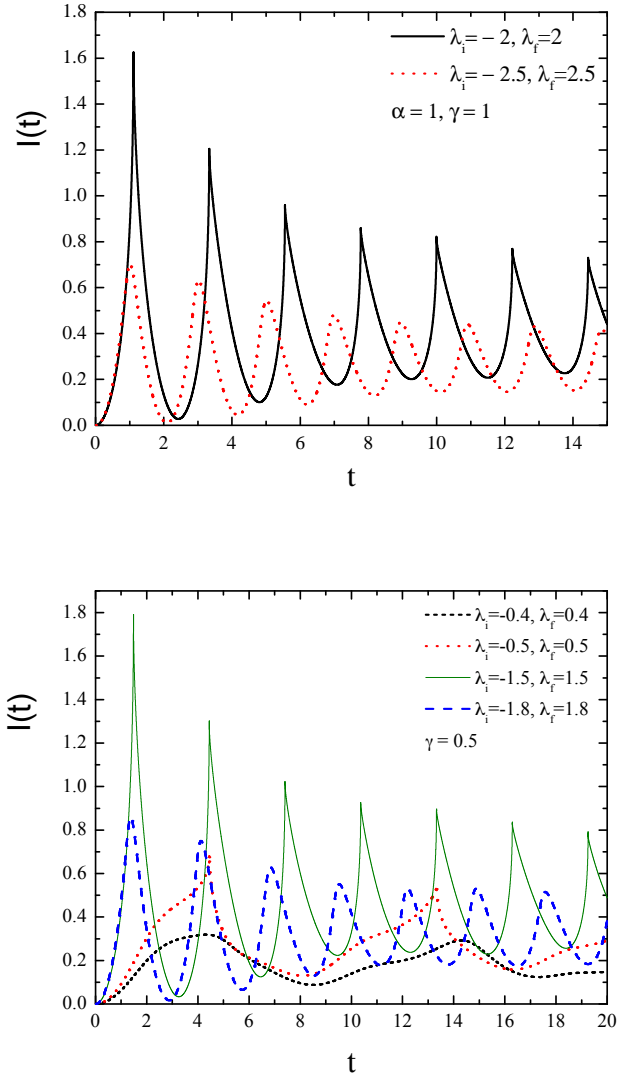 1.8
1.6
1.4
1.2
1.0
0.8
0.6
0.4
0.2
0.0
I(t)
λi= − 2, λf=2
λi= − 2.5, λf=2.5
α = 1, γ = 1
0 2 4 6 8 10 12 14
t
1.8
1.6
1.4
1.2
1.0
0.8
0.6
0.4
0.2
0.0
I(t)
λi=-0.4, λf=0.4
λi=-0.5, λf=0.5
λi=-1.5, λf=1.5
λi=-1.8, λf=1.8
γ = 0.5
0 2 4 6 8 10 12 14 16 18 20
t